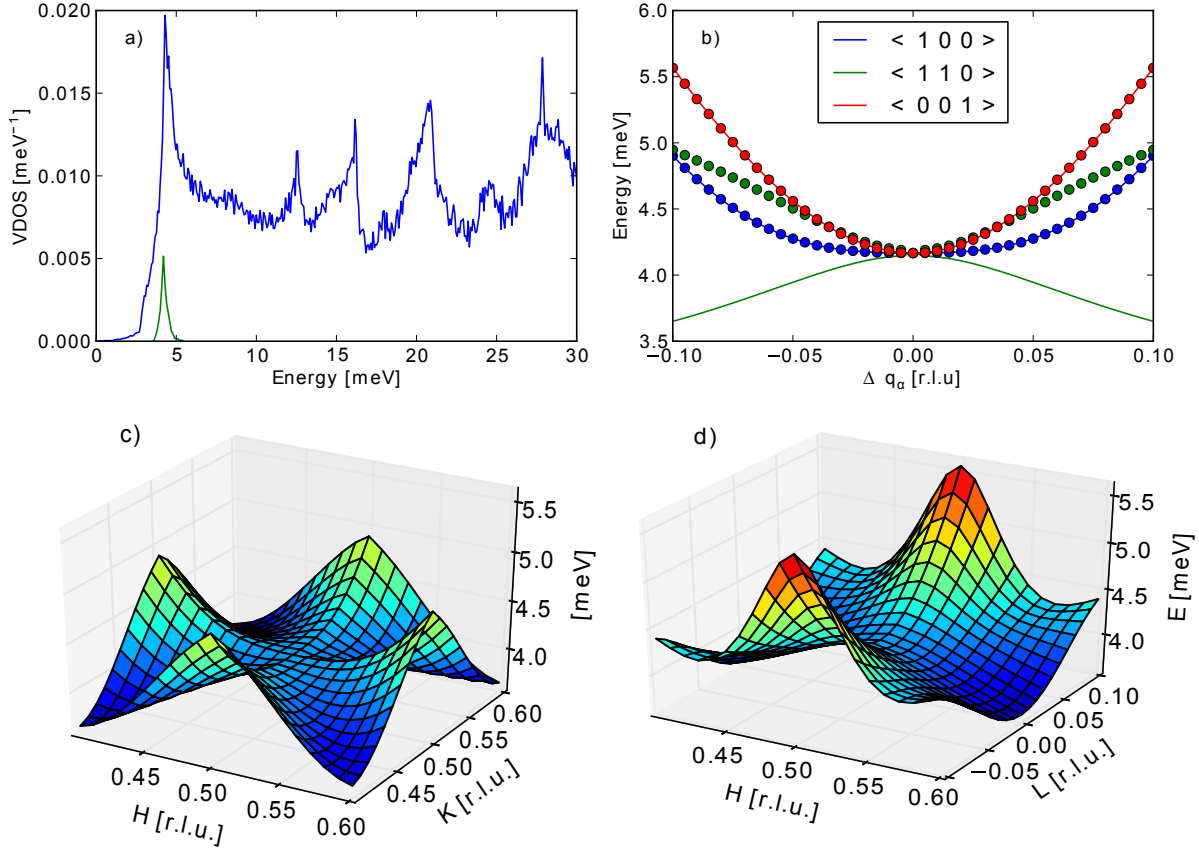 a)
VDOS [meV⁻¹]
0.020
0.015
0.010
0.005
0.000
0 5 10 15 20 25 30
Energy [meV]
b)
< 1 0 0 >
< 1 1 0 >
< 0 0 1 >
Energy [meV]
6.0
5.5
5.0
4.5
4.0
3.5
−0.10 −0.05 0.00 0.05 0.10
Δ qα [r.l.u]
c)
[meV]
5.5
5.0
4.5
4.0
0.45 0.50 0.55 0.60
H [r.l.u.]
0.45 0.50 0.55 0.60
K [r.l.u.]
d)
E [meV]
5.5
5.0
4.5
4.0
0.45 0.50 0.55 0.60
H [r.l.u.]
−0.05 0.00 0.05 0.10
L [r.l.u.]